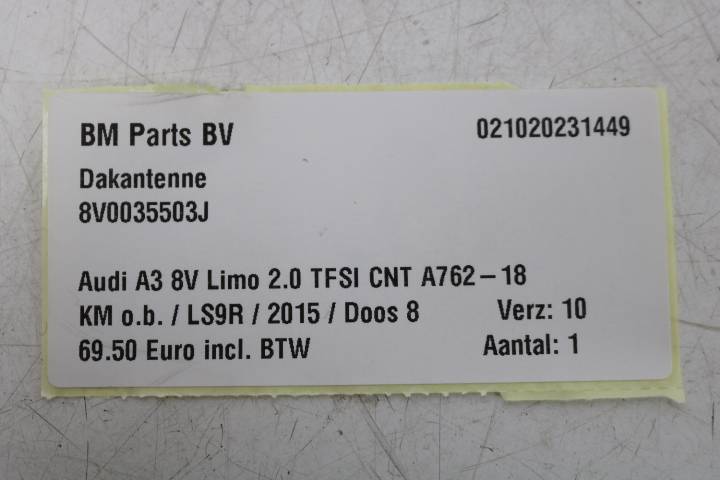 BM Parts BV 021020231449
Dakantenne
8V0035503J
Audi A3 8V Limo 2.0 TFSI CNT A762-18
KM o.b. / LS9R / 2015 / Doos 8 Verz: 10
69.50 Euro incl. BTW Aantal: 1